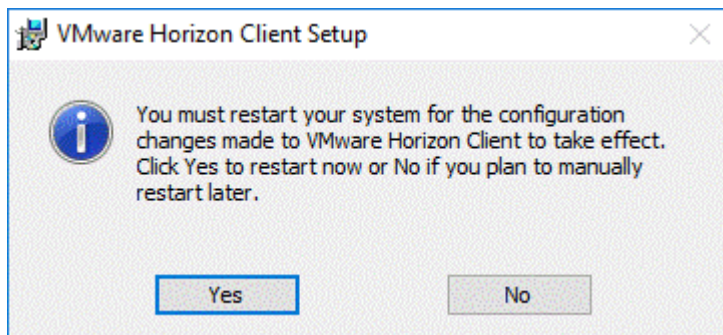 VMware Horizon Client Setup
You must restart your system for the configuration
changes made to VMware Horizon Client to take effect.
Click Yes to restart now or No if you plan to manually
restart later.
Yes
No